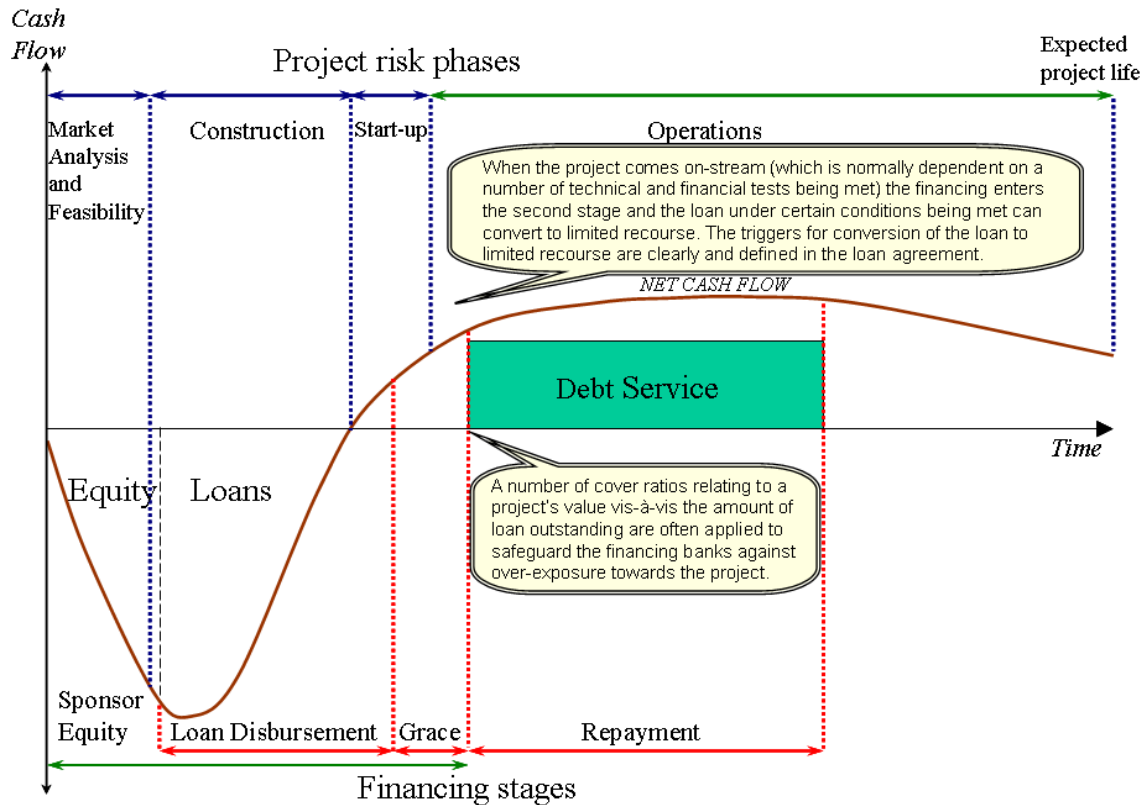 Cash
Flow
Project risk phases
Expected
project life
Market
Analysis
and
Feasibility
Construction
Start-up
Operations
When the project comes on-stream (which is normally dependent on a
number of technical and financial tests being met) the financing enters
the second stage and the loan under certain conditions being met can
convert to limited recourse. The triggers for conversion of the loan to
limited recourse are clearly and defined in the loan agreement.
NET CASH FLOW
Debt Service
Time
Equity
Loans
A number of cover ratios relating to a
project's value vis-à-vis the amount of
loan outstanding are often applied to
safeguard the financing banks against
over-exposure towards the project.
Sponsor
Equity
Loan Disbursement
Grace
Repayment
Financing stages